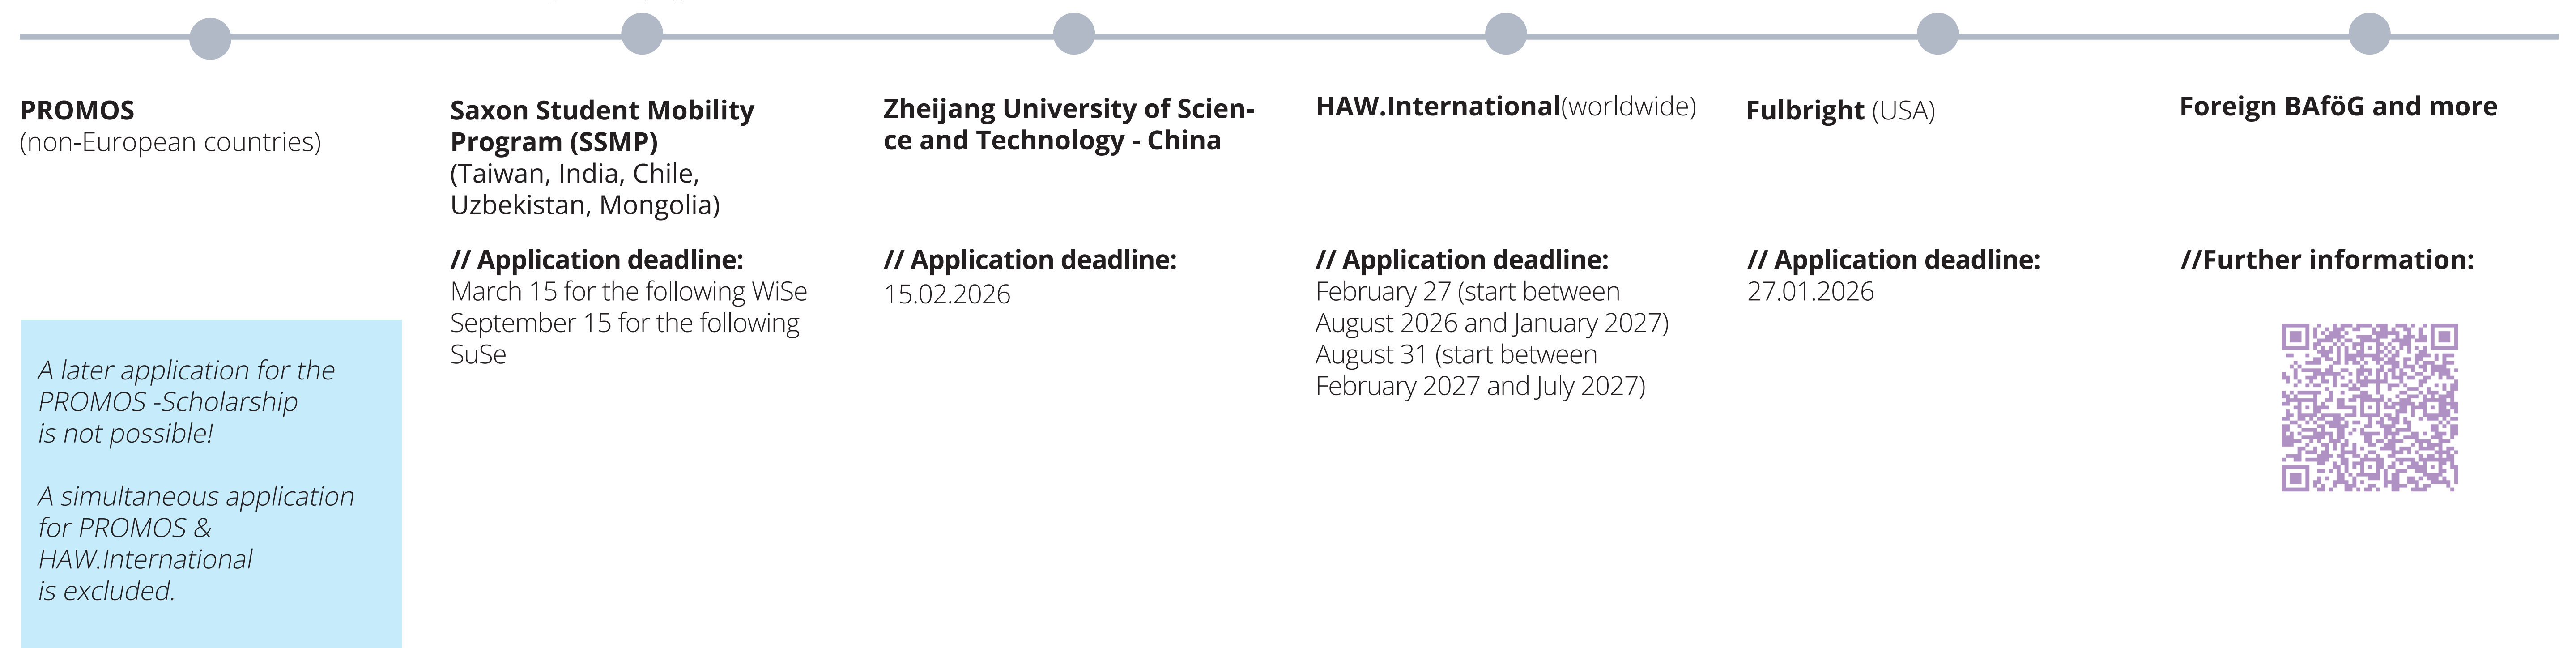 PROMOS
(non-European countries)
A later application for the
PROMOS -Scholarship
is not possible!
A simultaneous application
for PROMOS &
HAW.International
is excluded.
Saxon Student Mobility
Program (SSMP)
(Taiwan, India, Chile,
Uzbekistan, Mongolia)
// Application deadline:
March 15 for the following WiSe
September 15 for the following
SuSe
Zheijang University of Scien-
ce and Technology - China
// Application deadline:
15.02.2026
HAW.International(worldwide)
// Application deadline:
February 27 (start between
August 2026 and January 2027)
August 31 (start between
February 2027 and July 2027)
Fulbright (USA)
// Application deadline:
27.01.2026
Foreign BAföG and more
//Further information: